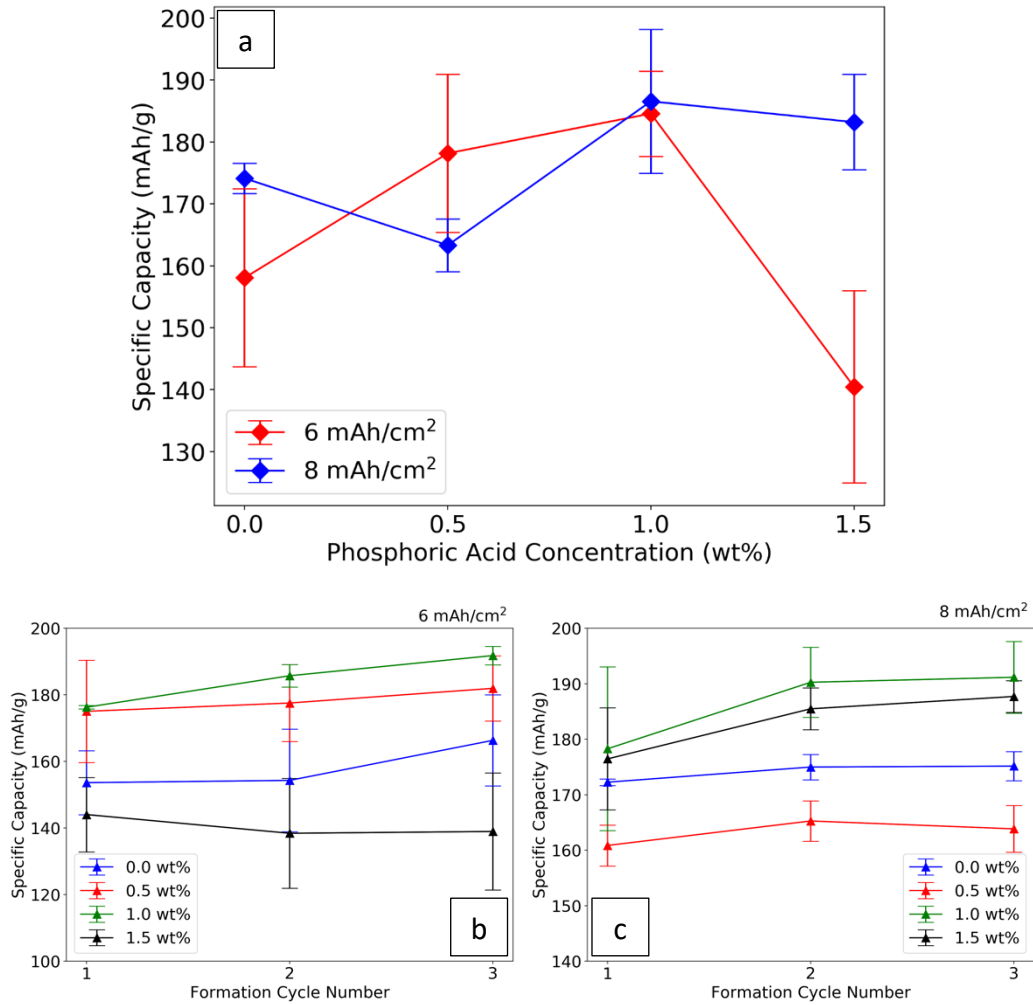 a
200
190
180
170
160
150
140
130
Specific Capacity (mAh/g)
6 mAh/cm²
8 mAh/cm²
0.0 0.5 1.0 1.5
Phosphoric Acid Concentration (wt%)
6 mAh/cm²
200
180
160
140
120
100
Specific Capacity (mAh/g)
0.0 wt%
0.5 wt%
1.0 wt%
1.5 wt%
b
1 2 3
Formation Cycle Number
8 mAh/cm²
200
190
180
170
160
150
140
Specific Capacity (mAh/g)
c
0.0 wt%
0.5 wt%
1.0 wt%
1.5 wt%
1 2 3
Formation Cycle Number